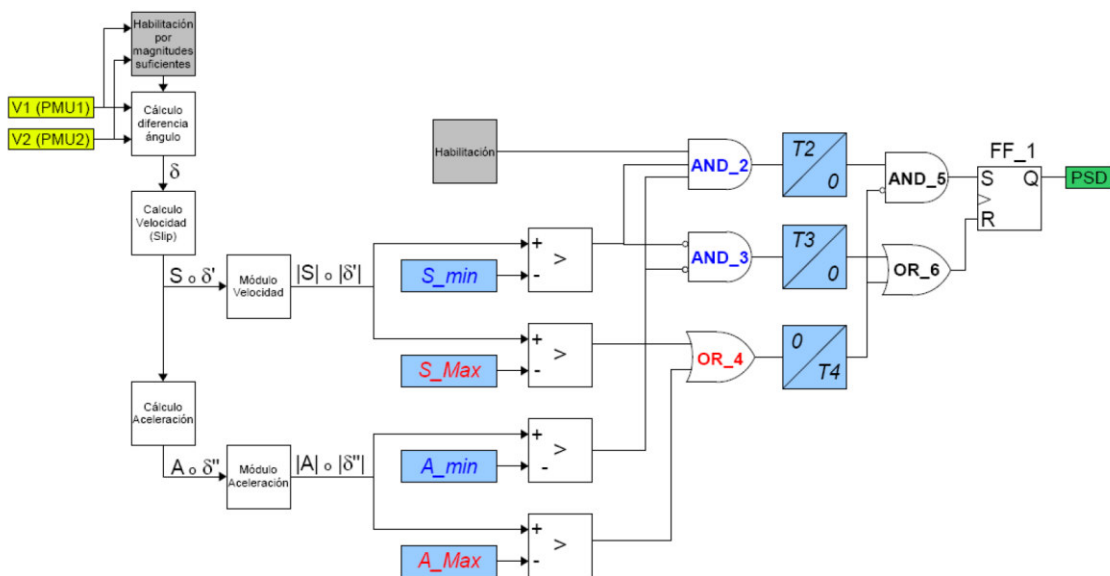 Habilitación
por
magnitudes
suficientes
V1 (PMU1)
V2 (PMU2)
Cálculo
diferencia
ángulo
δ
Calculo
Velocidad
(Slip)
S o δ'
Módulo
Velocidad
|S| o |δ'|
Cálculo
Aceleración
A o δ''
Módulo
Aceleración
|A| o |δ''|
Habilitación
S_min
+
-
>
S_Max
+
-
>
A_min
+
-
>
A_Max
+
-
>
AND_2
AND_3
OR_4
T2
0
T3
0
0
T4
AND_5
OR_6
FF_1
S Q
>
R
PSD